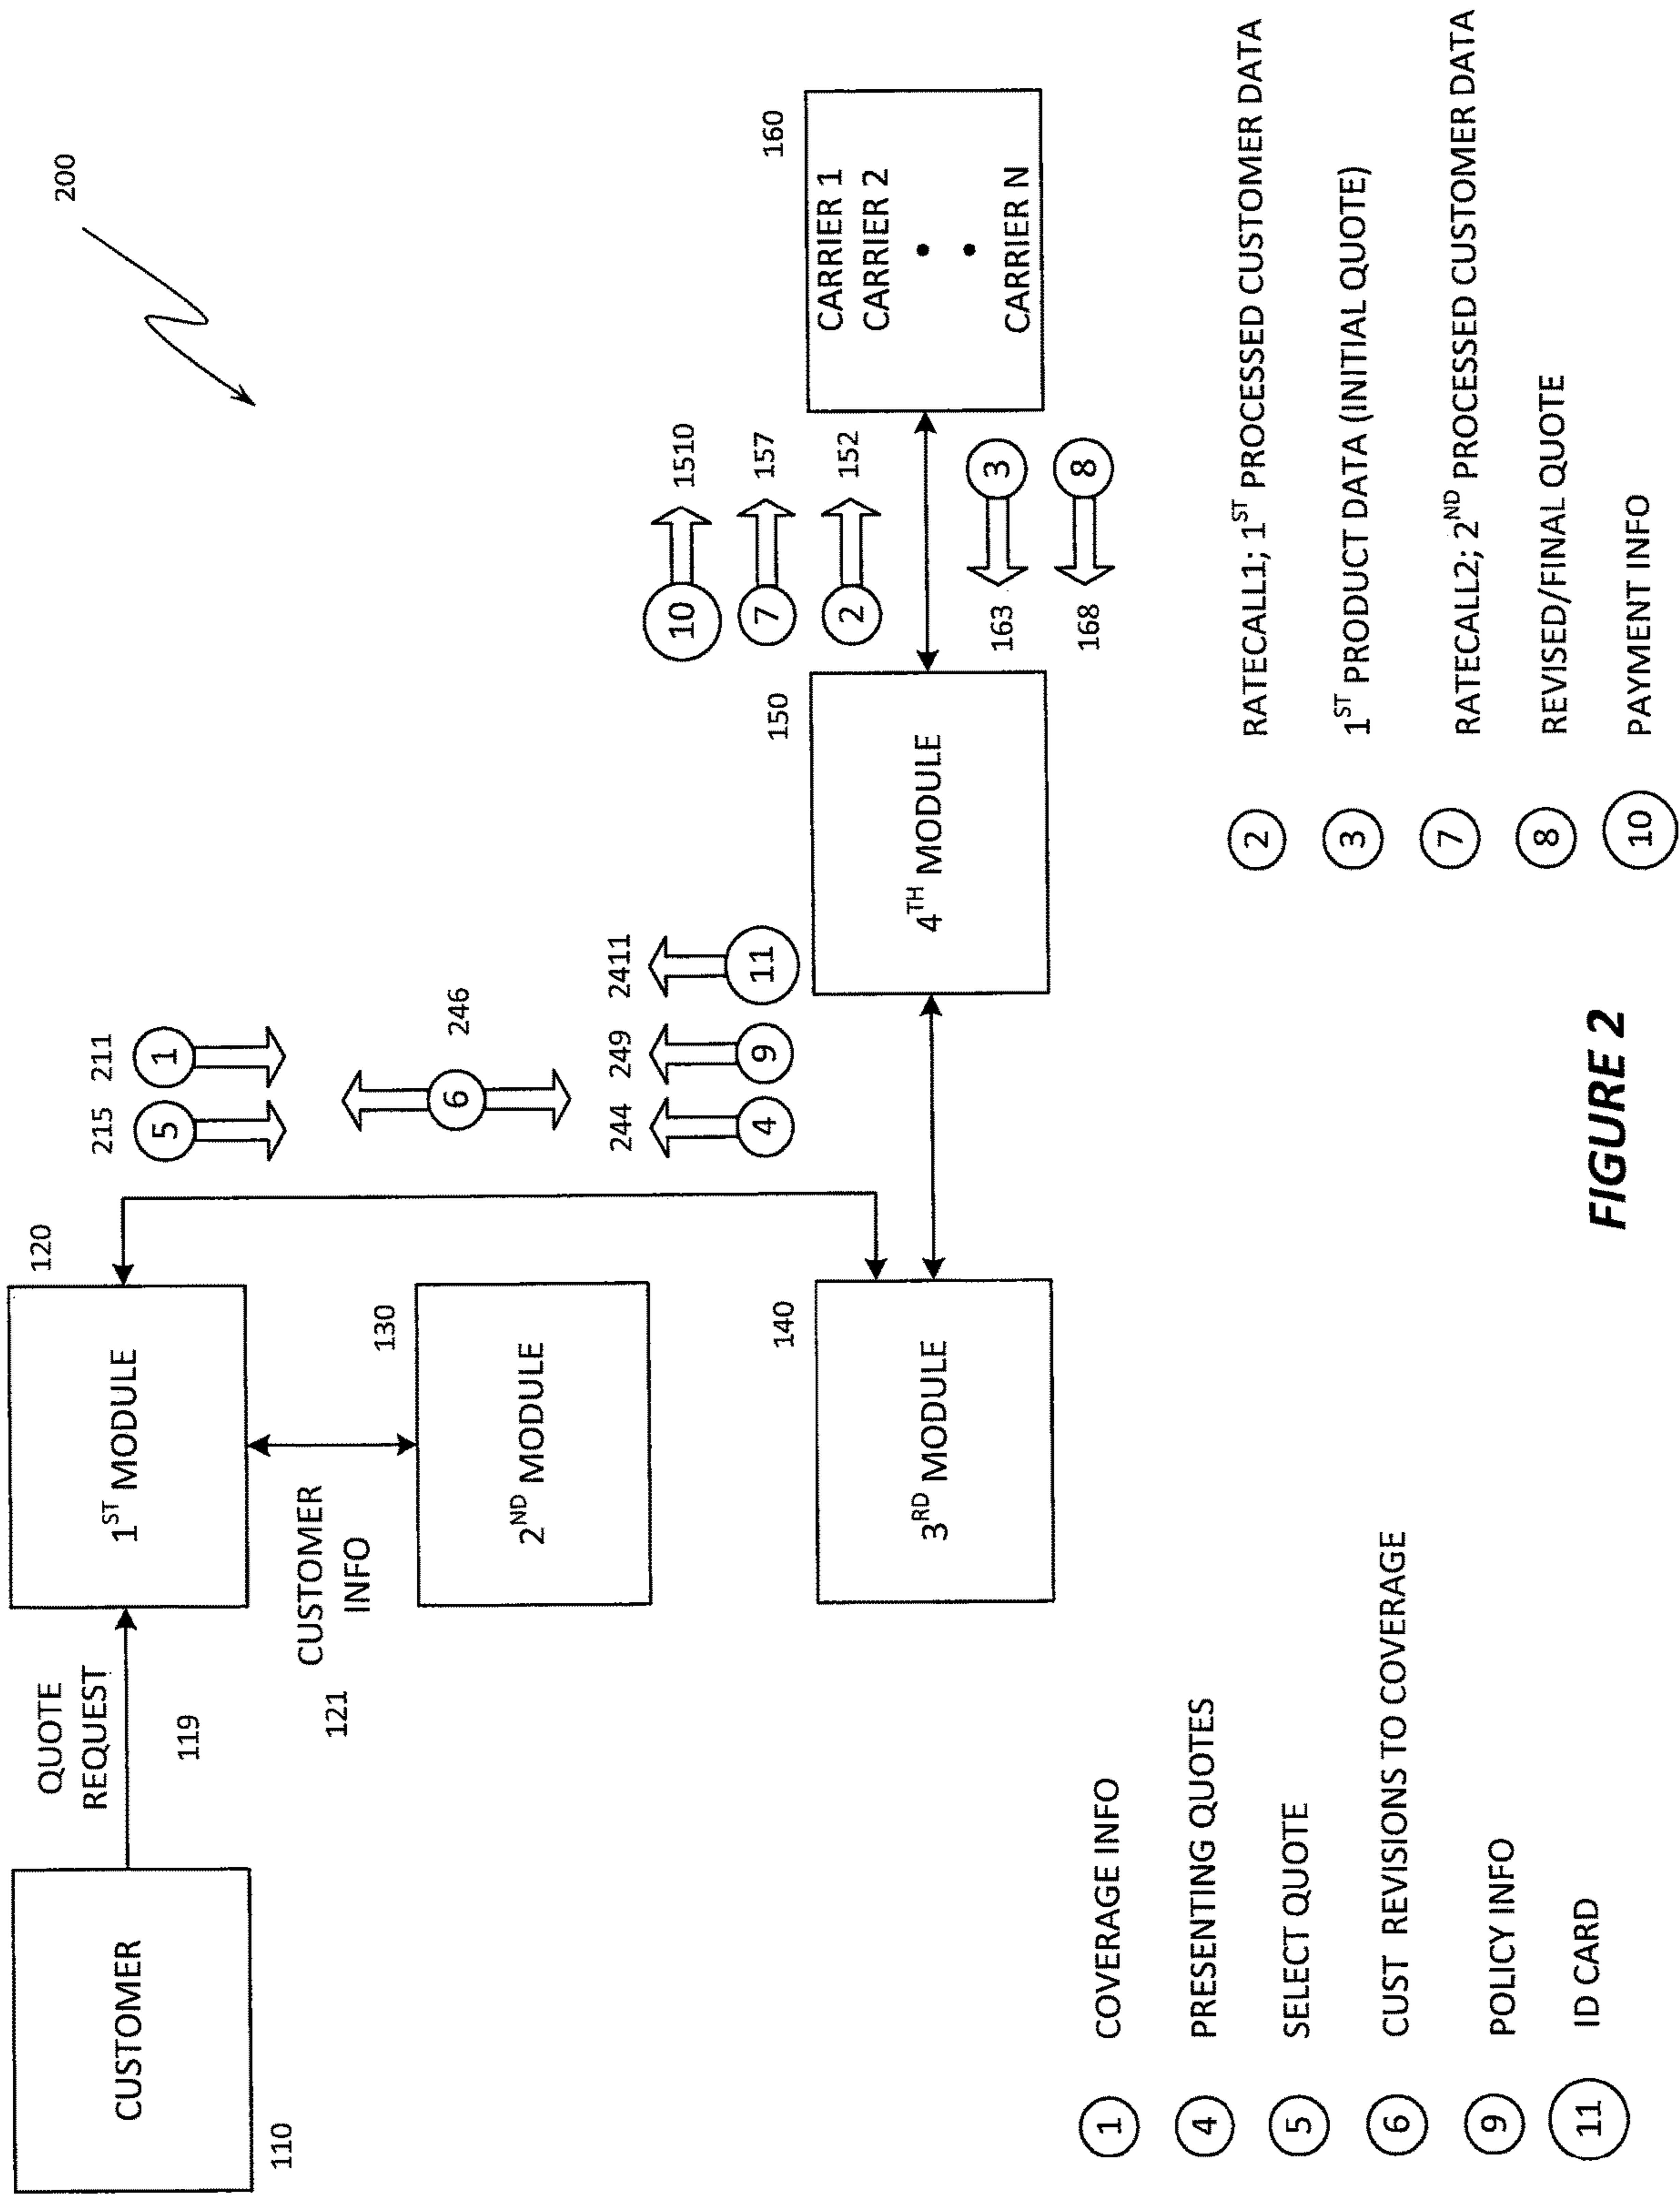 200
CUSTOMER
110
QUOTE
REQUEST
119
1ST MODULE
120
CUSTOMER
INFO
121
2ND MODULE
130
3RD MODULE
140
215
211
5
1
6
246
244
249
2411
4
9
11
4TH MODULE
150
10
1510
7
157
2
152
163
3
168
8
160
CARRIER 1
CARRIER 2
CARRIER N
1 COVERAGE INFO
4 PRESENTING QUOTES
5 SELECT QUOTE
6 CUST REVISIONS TO COVERAGE
9 POLICY INFO
11 ID CARD
2 RATECALL1; 1ST PROCESSED CUSTOMER DATA
3 1ST PRODUCT DATA (INITIAL QUOTE)
7 RATECALL2; 2ND PROCESSED CUSTOMER DATA
8 REVISED/FINAL QUOTE
10 PAYMENT INFO
FIGURE 2